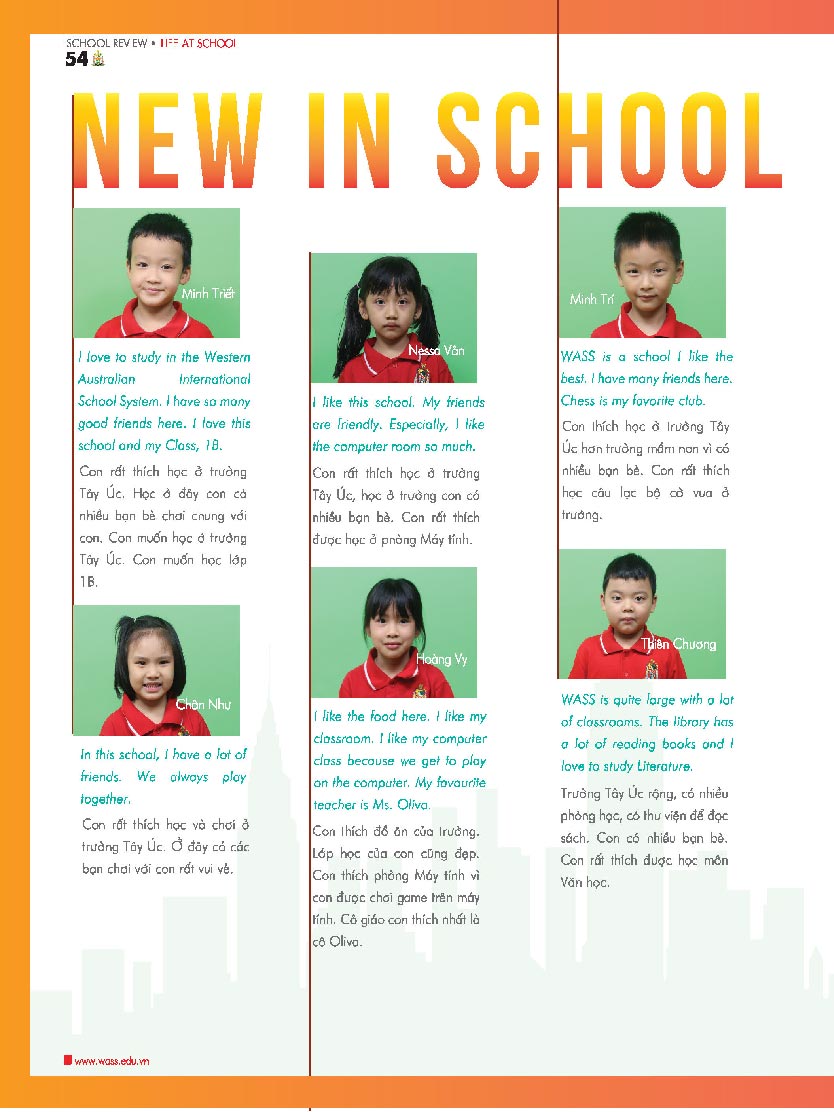 SCHOOL REVIEW • LIFE AT SCHOOL
54
NEW IN SCHOOL
Minh Triết
I love to study in the Western
Australian International
School System. I have so many
good friends here. I love this
school and my Class, 1B.
Con rất thích học ở trường
Tây Úc. Học ở đây con có
nhiều bạn bè chơi chung với
con. Con muốn học ở trường
Tây Úc. Con muốn học lớp
1B.
Chân Như
In this school, I have a lot of
friends. We always play
together.
Con rất thích học và chơi ở
trường Tây Úc. Ở đây có các
bạn chơi với con rất vui vẻ.
Nessa Vân
I like this school. My friends
are friendly. Especially, I like
the computer room so much.
Con rất thích học ở trường
Tây Úc, học ở trường con có
nhiều bạn bè. Con rất thích
được học ở phòng Máy tính.
Hoàng Vy
I like the food here. I like my
classroom. I like my computer
class because we get to play
on the computer. My favourite
teacher is Ms. Oliva.
Con thích đồ ăn của trường.
Lớp học của con cũng đẹp.
Con thích phòng Máy tính vì
con được chơi game trên máy
tính. Cô giáo con thích nhất là
cô Oliva.
Minh Trí
WASS is a school I like the
best. I have many friends here.
Chess is my favorite club.
Con thích học ở trường Tây
Úc hơn trường mầm non vì có
nhiều bạn bè. Con rất thích
học câu lạc bộ cờ vua ở
trường.
Thiên Chương
WASS is quite large with a lot
of classrooms. The library has
a lot of reading books and I
love to study Literature.
Trường Tây Úc rộng, có nhiều
phòng học, có thư viện để đọc
sách. Con có nhiều bạn bè.
Con rất thích được học môn
Văn học.
www.wass.edu.vn